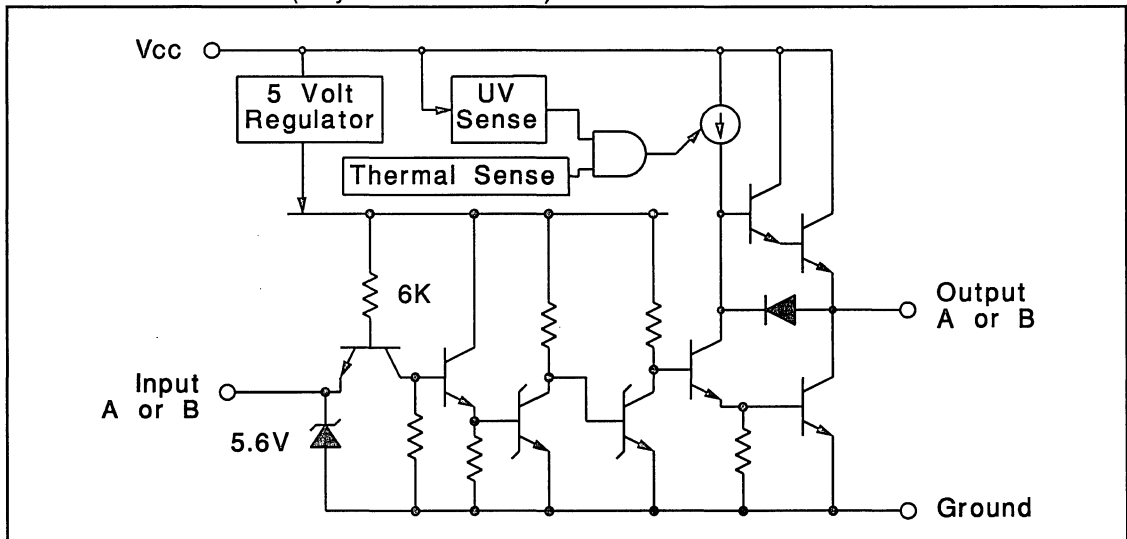 Vcc
5 Volt
Regulator
UV
Sense
Thermal Sense
6K
Output
A or B
Input
A or B
5.6V
Ground